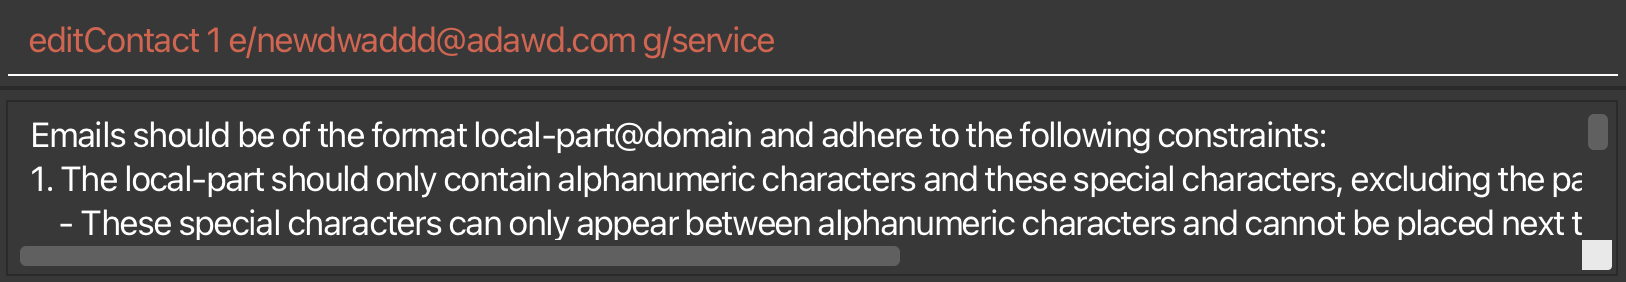 editContact 1 e/newdwaddd@adawd.com g/service
Emails should be of the format local-part@domain and adhere to the following constraints:
1. The local-part should only contain alphanumeric characters and these special characters, excluding the pa
- These special characters can only appear between alphanumeric characters and cannot be placed next t